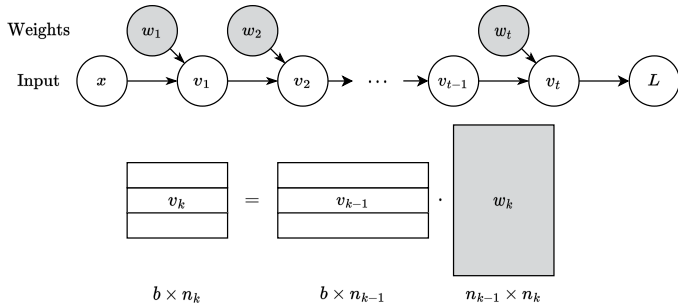 Weights w₁ w₂ wₜ
Input x v₁ v₂ ⋯ vₜ₋₁ vₜ L
vₖ = vₖ₋₁ · wₖ
b × nₖ b × nₖ₋₁ nₖ₋₁ × nₖ